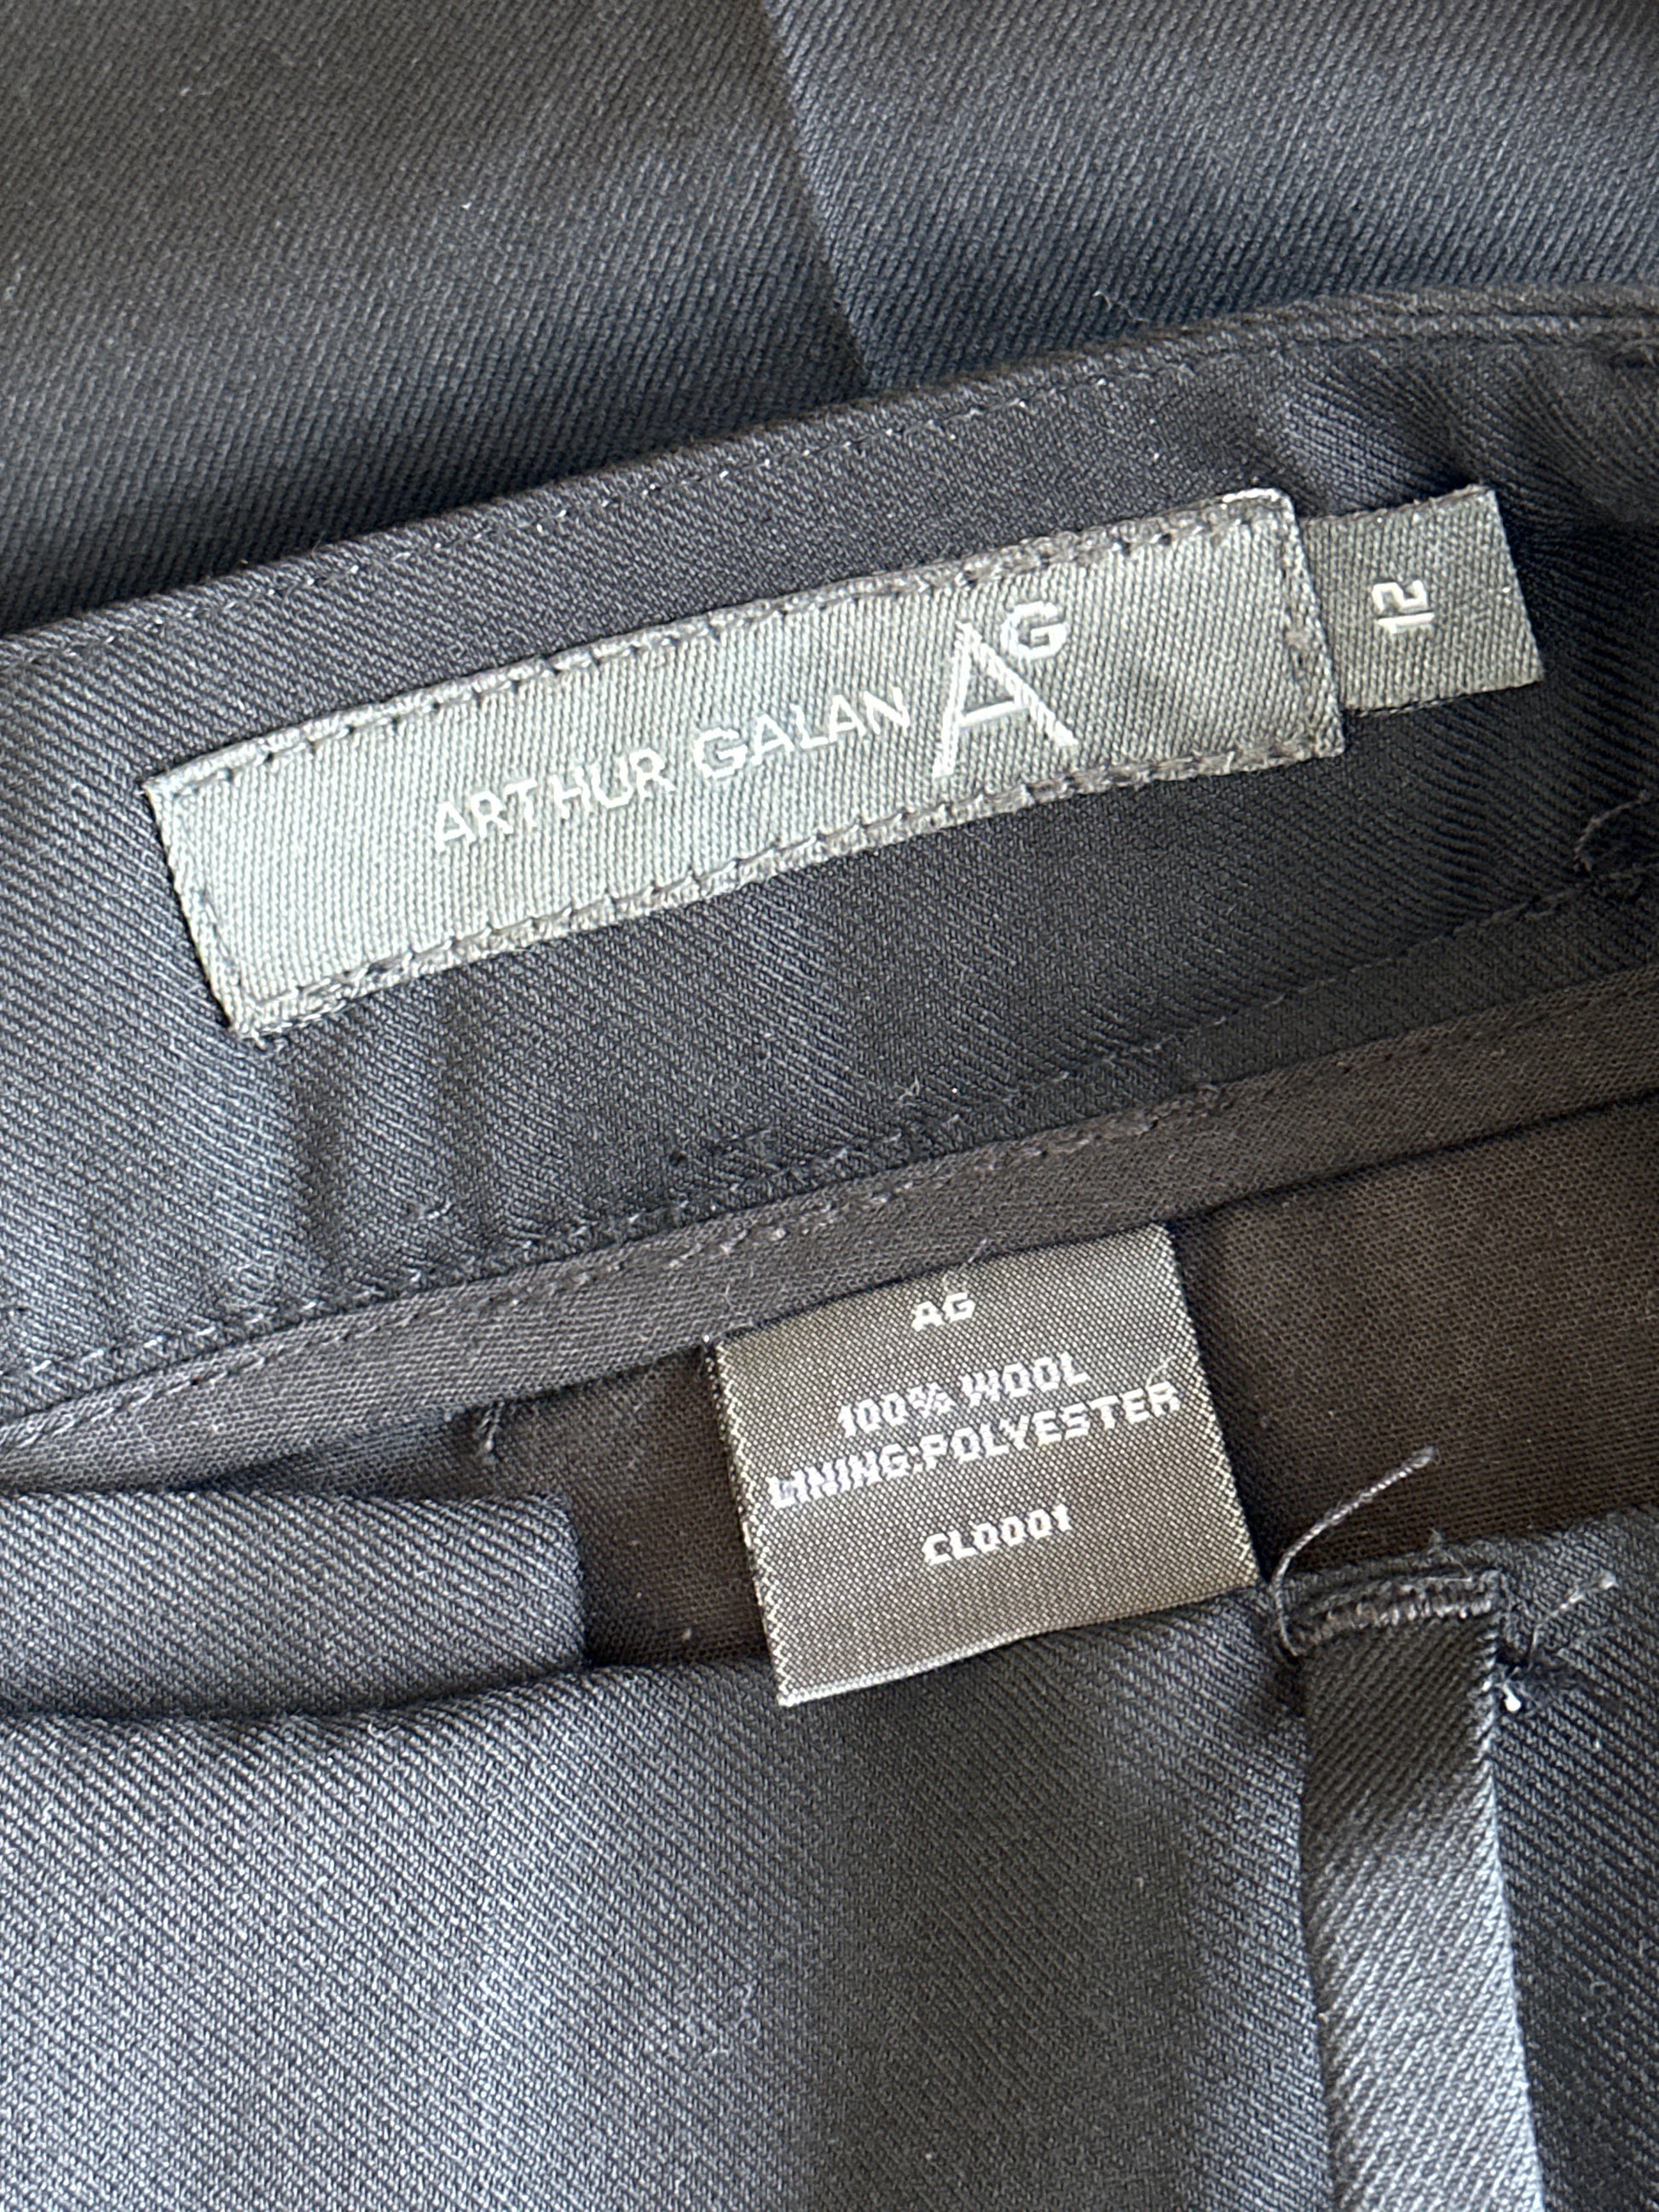 ARTHUR GALAN AG
12
AG
100% WOOL
LINING:POLYESTER
CL0001